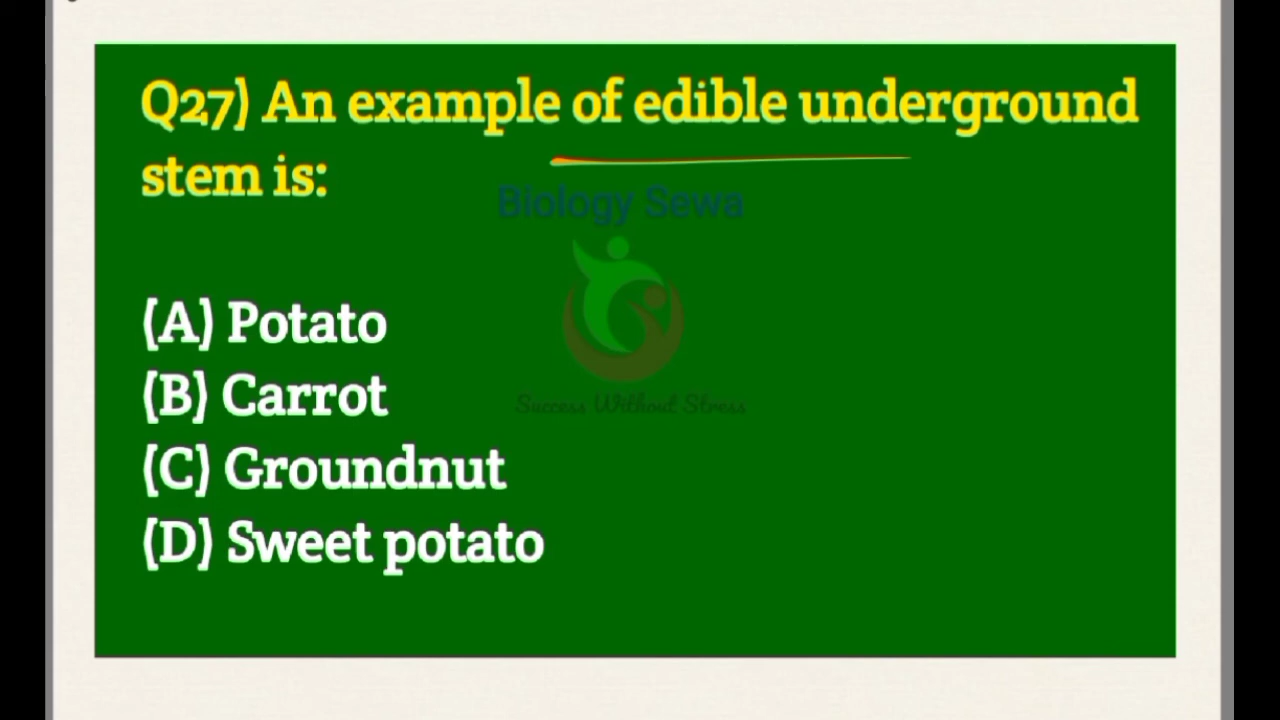 Q27) An example of edible underground
stem is:
Biology Sewa
Success Without Stress
(A) Potato
(B) Carrot
(C) Groundnut
(D) Sweet potato